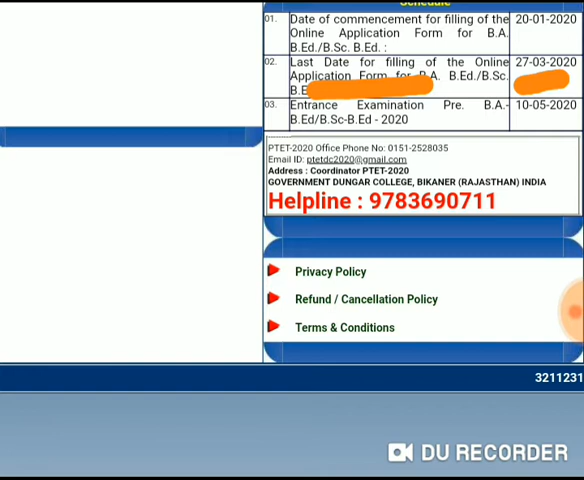 Schedule
01. Date of commencement for filling of the 20-01-2020
Online Application Form for B.A.
B.Ed./B.Sc. B.Ed. :
02. Last Date for filling of the Online 27-03-2020
Application Form for B.A. B.Ed./B.Sc.
03. Entrance Examination Pre. B.A.- 10-05-2020
B.Ed/B.Sc-B.Ed - 2020
PTET-2020 Office Phone No: 0151-2528035
Email ID: ptetdc2020@gmail.com
Address : Coordinator PTET-2020
GOVERNMENT DUNGAR COLLEGE, BIKANER (RAJASTHAN) INDIA
Helpline : 9783690711
Privacy Policy
Refund / Cancellation Policy
Terms & Conditions
3211231
DU RECORDER